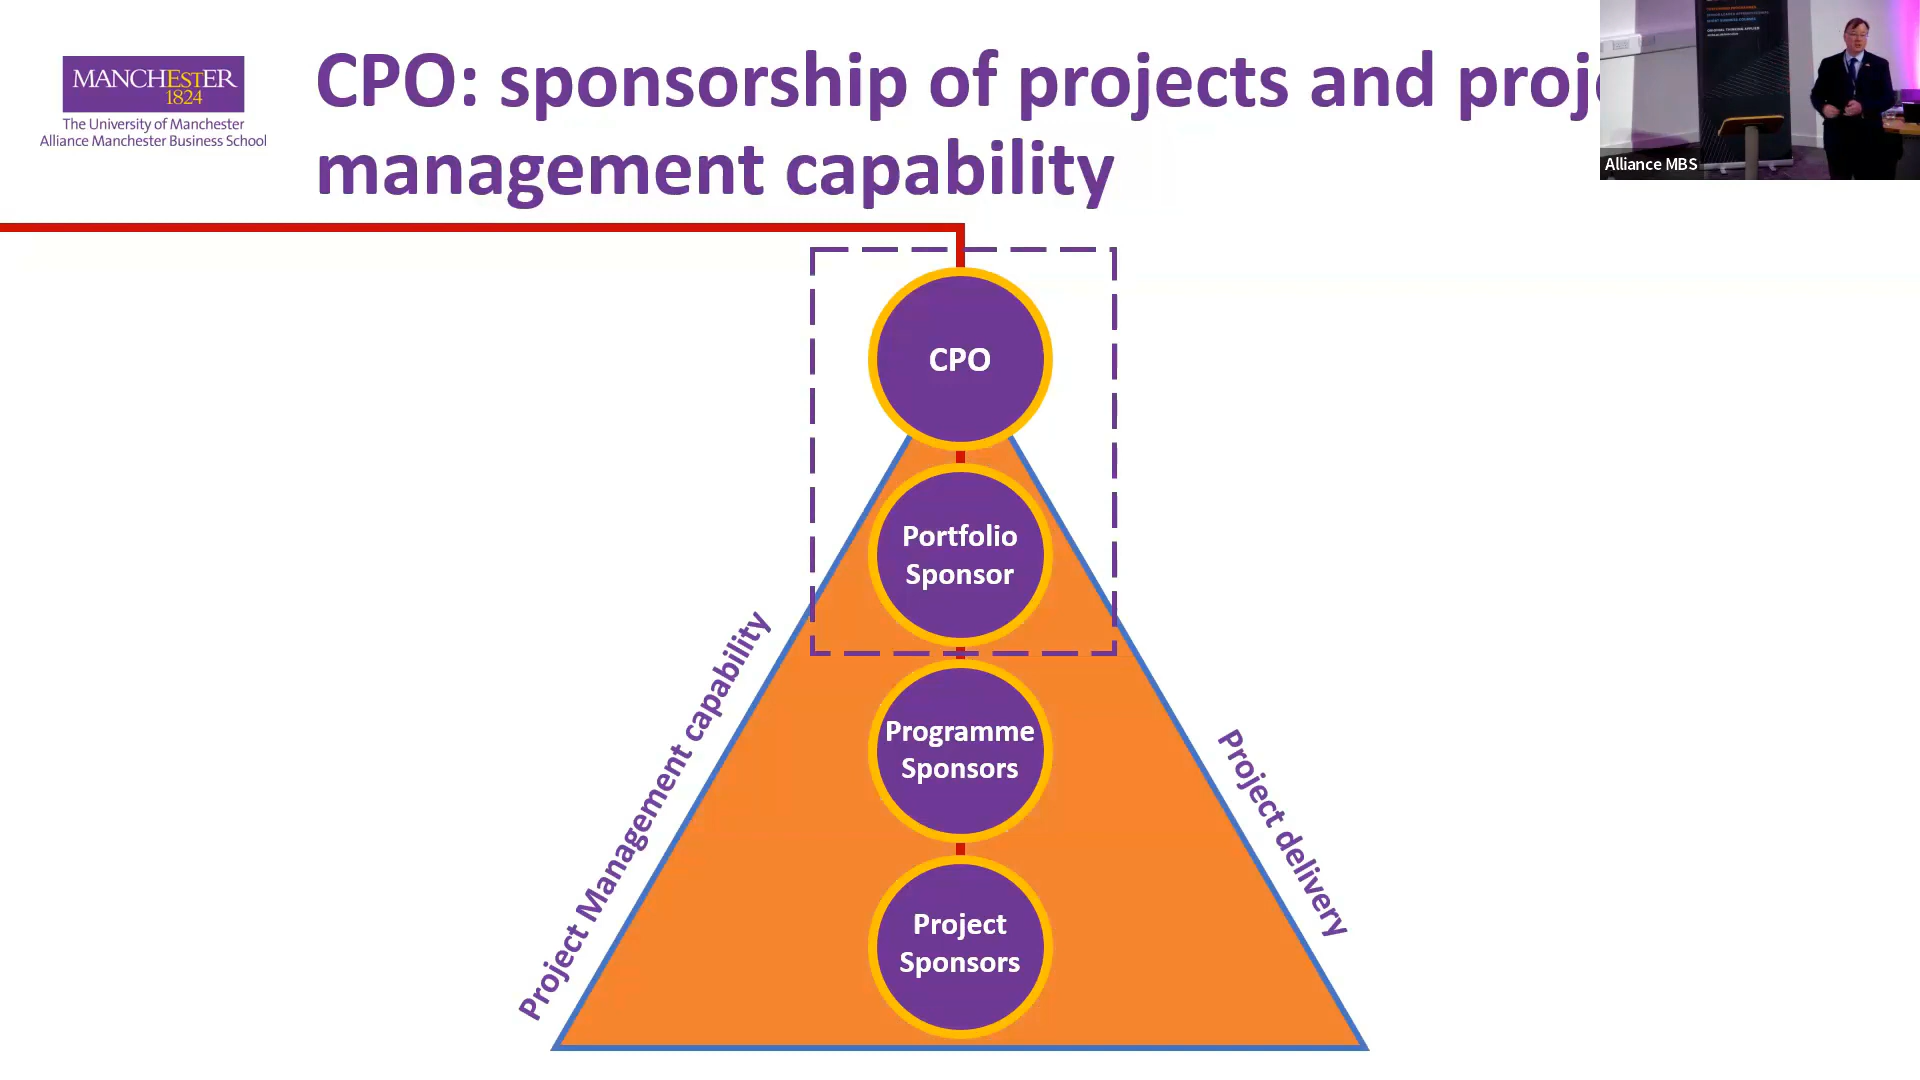 MANCHESTER
1824
The University of Manchester
Alliance Manchester Business School
CPO: sponsorship of projects and
management capability
Alliance MBS
CPO
Portfolio
Sponsor
Programme
Sponsors
Project
Sponsors
Project Management capability
Project delivery